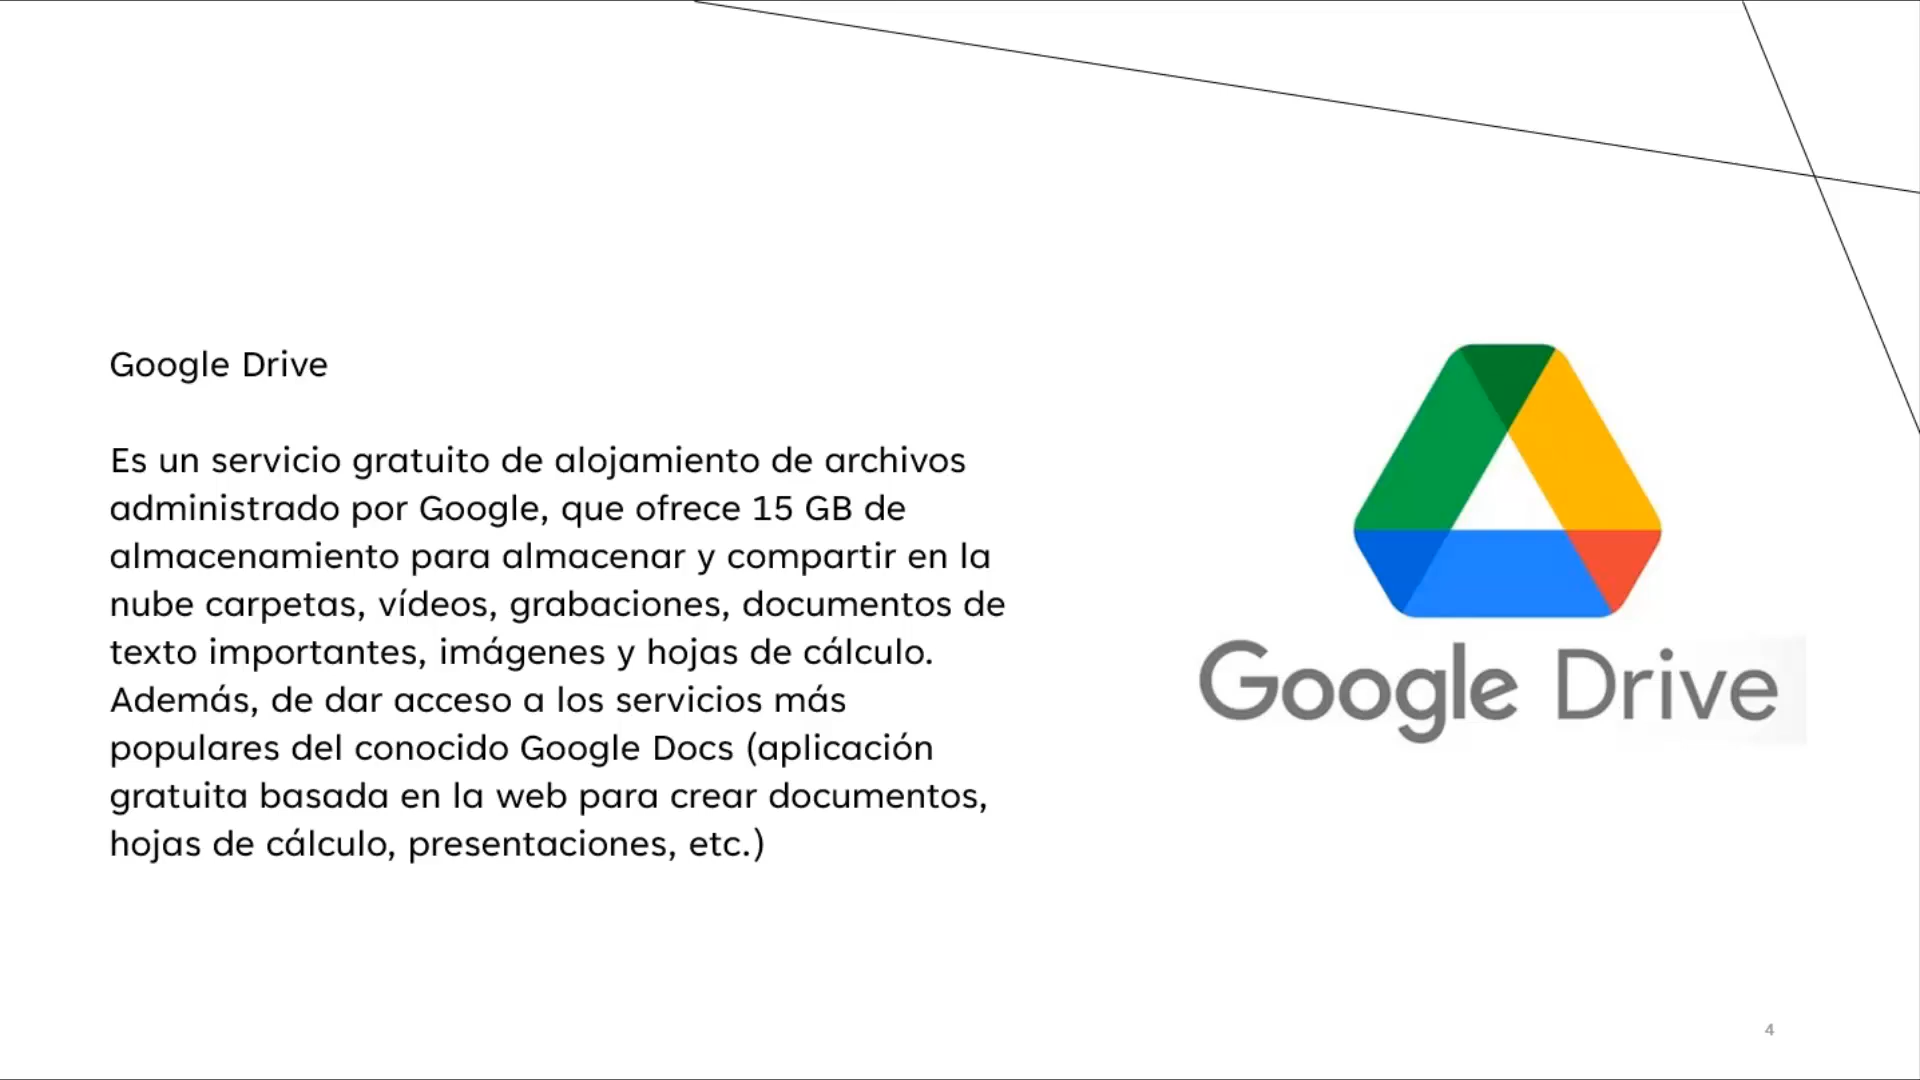 Google Drive
Es un servicio gratuito de alojamiento de archivos
administrado por Google, que ofrece 15 GB de
almacenamiento para almacenar y compartir en la
nube carpetas, vídeos, grabaciones, documentos de
texto importantes, imágenes y hojas de cálculo.
Además, de dar acceso a los servicios más
populares del conocido Google Docs (aplicación
gratuita basada en la web para crear documentos,
hojas de cálculo, presentaciones, etc.)
Google Drive
4